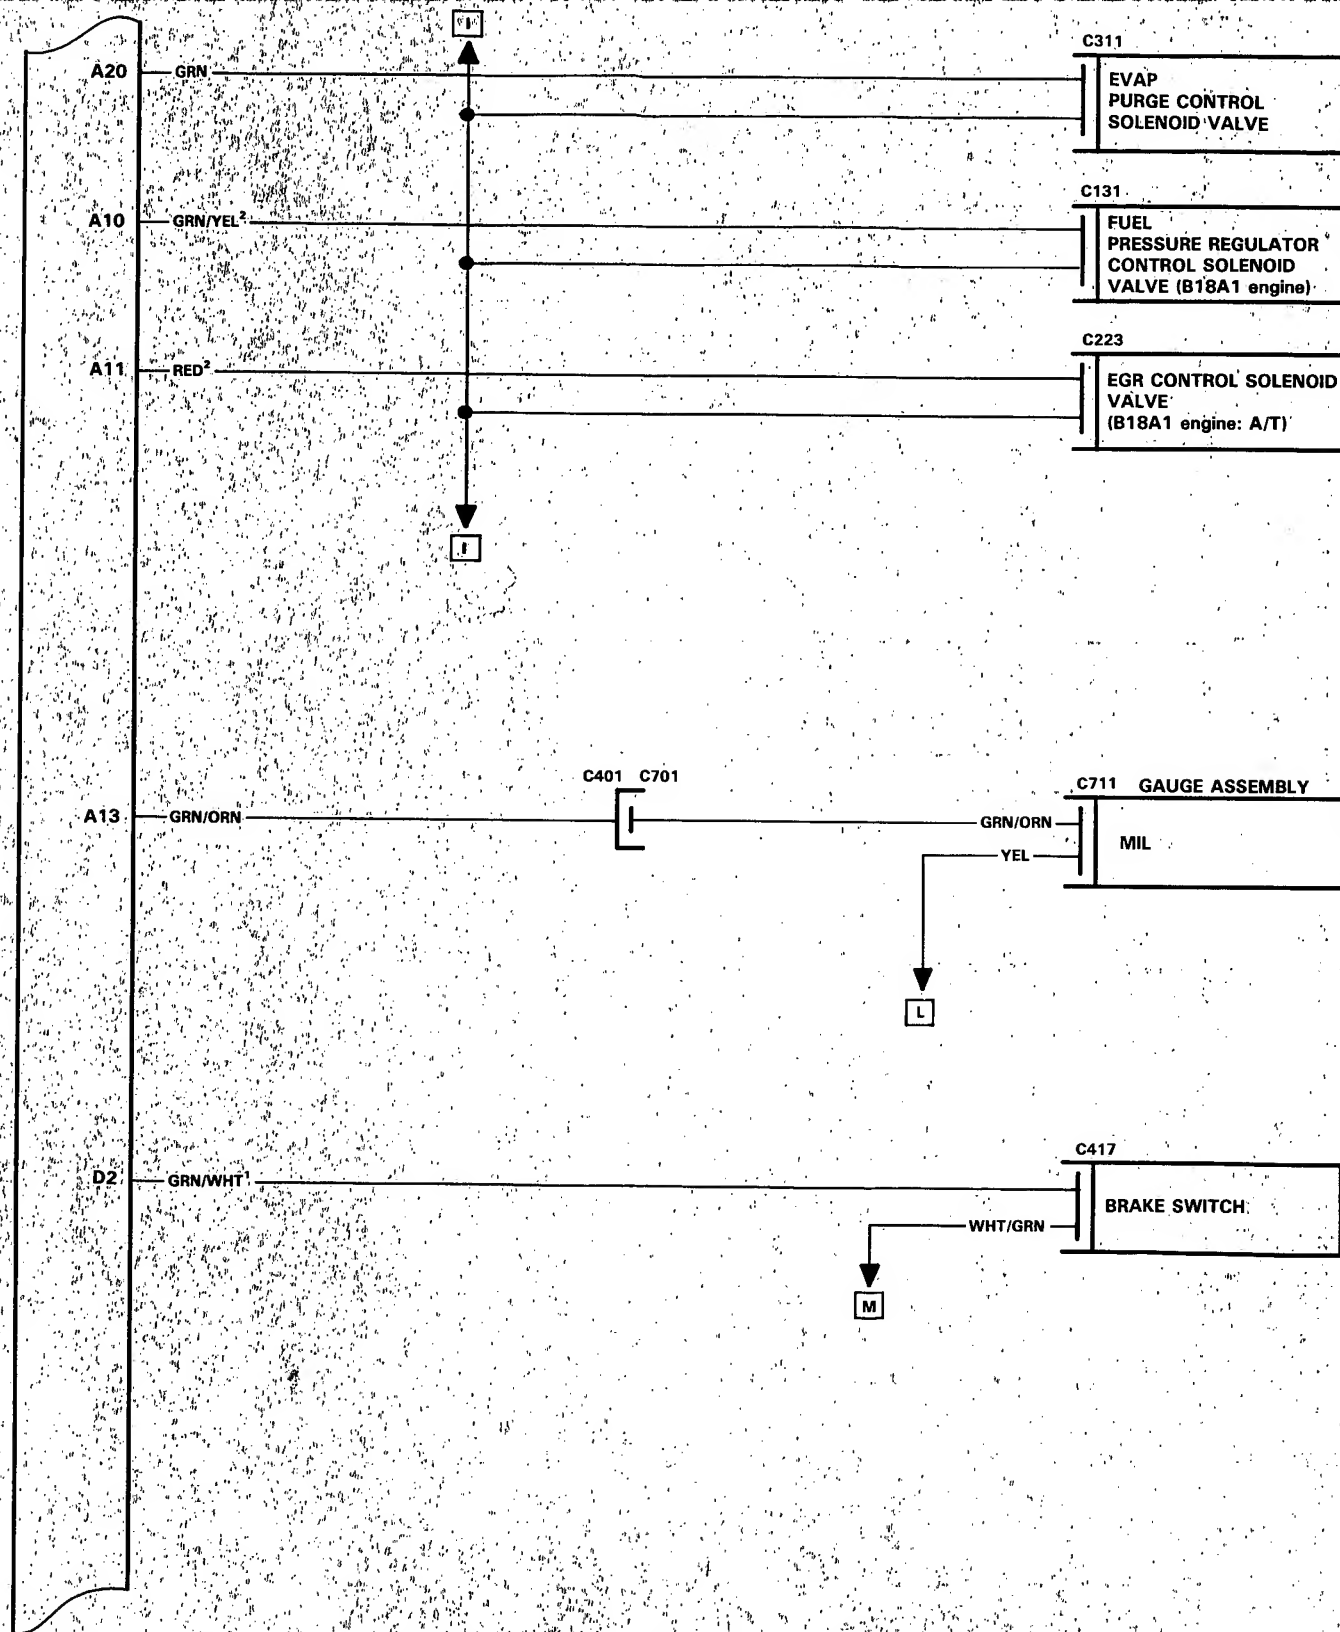 I
C311
A20 GRN
EVAP
PURGE CONTROL
SOLENOID VALVE
C131
A10 GRN/YEL²
FUEL
PRESSURE REGULATOR
CONTROL SOLENOID
VALVE (B18A1 engine)
C223
A11 RED²
EGR CONTROL SOLENOID
VALVE
(B18A1 engine: A/T)
I
C401 C701
C711 GAUGE ASSEMBLY
A13 GRN/ORN
GRN/ORN
YEL
MIL
L
C417
D2 GRN/WHT¹
BRAKE SWITCH
WHT/GRN
M